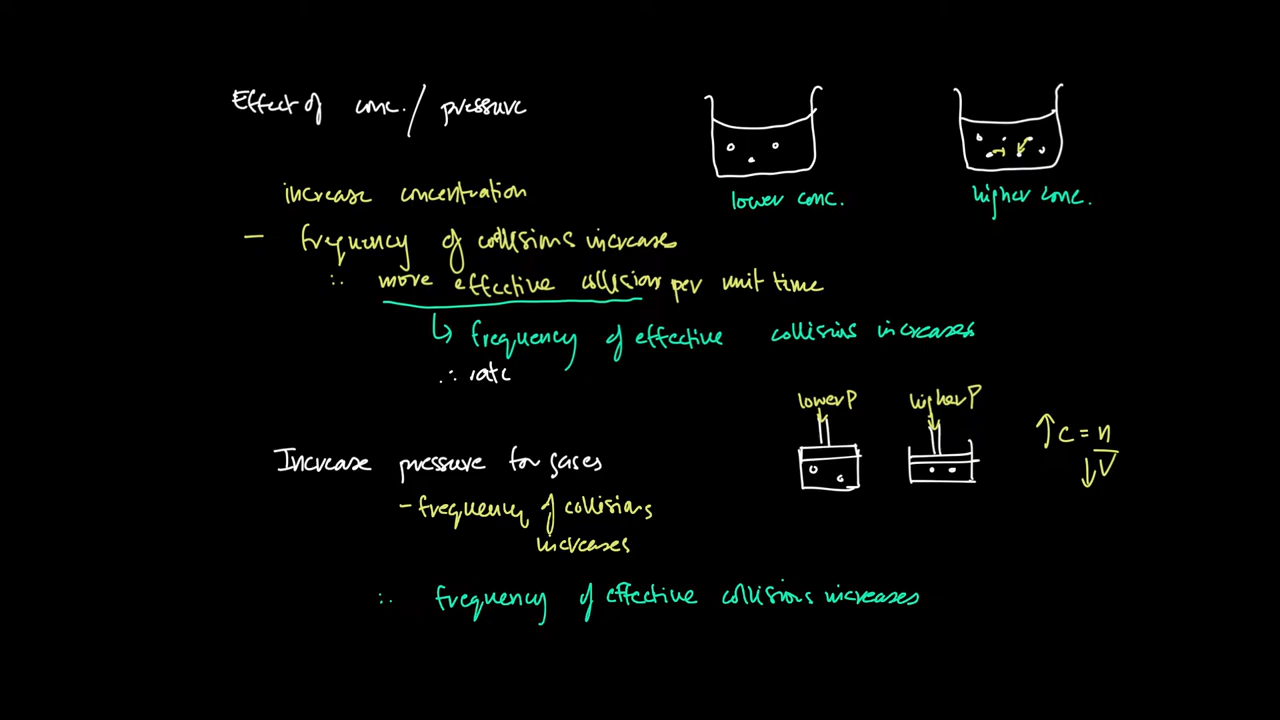 Effect of conc. / pressure
lower conc.
higher conc.
increase concentration
– frequency of collisions increases
∴ more effective collisions per unit time
↳ frequency of effective collisions increases
∴ rate
lower P
higher P
↑ c = n
↓ V
Increase pressure for gases
– frequency of collisions
increases
∴ frequency of effective collisions increases